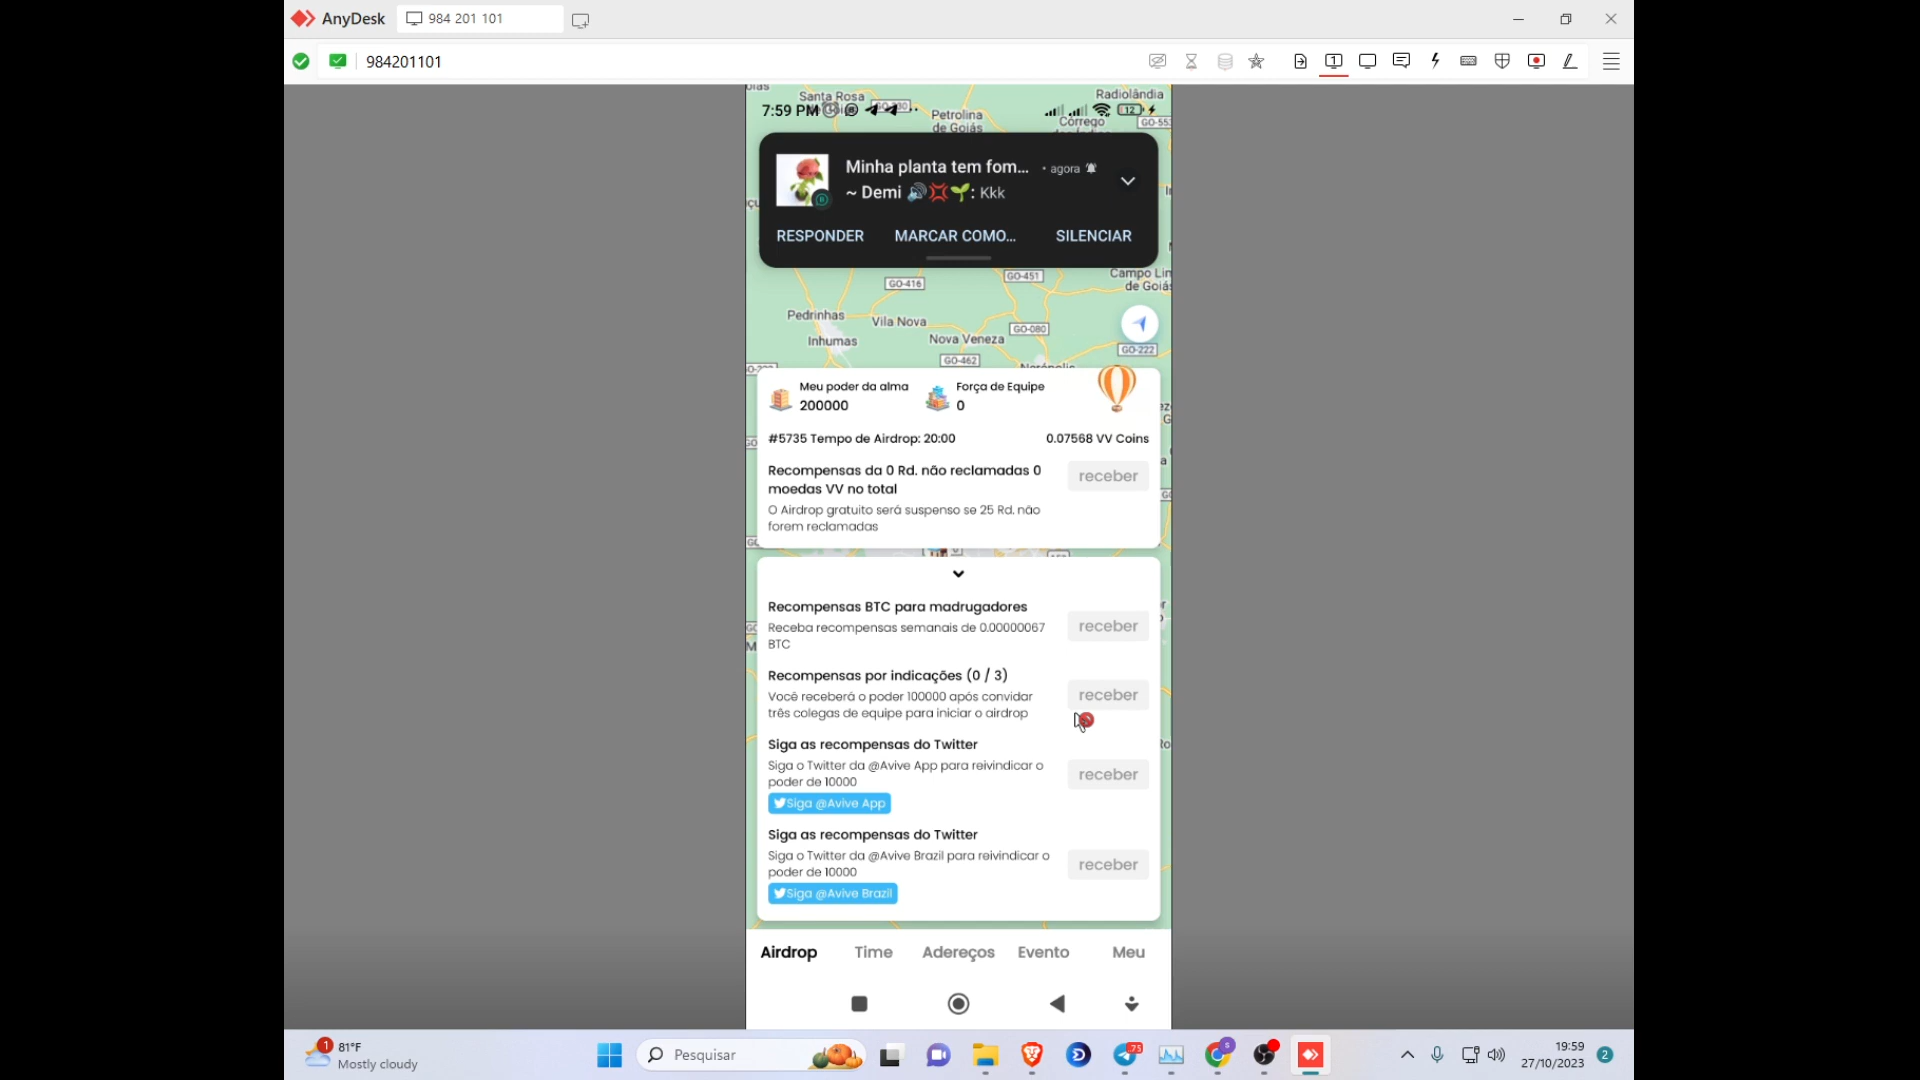 AnyDesk
984 201 101
984201101
1
Santa Rosa
Radiolândia
7:59 PM
12
Petrolina
de Goiás
Córrego
Minha planta tem fom... • agora
~ Demi 🔊💢🌱: Kkk
RESPONDER MARCAR COMO... SILENCIAR
GO-451
Campo Lim
de Goiás
GO-416
Pedrinhas
Vila Nova
GO-080
Inhumas
Nova Veneza
GO-222
GO-462
Meu poder da alma
200000
Força de Equipe
0
#5735 Tempo de Airdrop: 20:00
0.07568 VV Coins
Recompensas da 0 Rd. não reclamadas 0
moedas VV no total
receber
O Airdrop gratuito será suspenso se 25 Rd. não
forem reclamadas
Recompensas BTC para madrugadores
Receba recompensas semanais de 0.00000067
BTC
receber
Recompensas por indicações (0 / 3)
Você receberá o poder 100000 após convidar
três colegas de equipe para iniciar o airdrop
receber
Siga as recompensas do Twitter
Siga o Twitter da @Avive App para reivindicar o
poder de 10000
receber
Siga @Avive App
Siga as recompensas do Twitter
Siga o Twitter da @Avive Brazil para reivindicar o
poder de 10000
receber
Siga @Avive Brazil
Airdrop Time Adereços Evento Meu
1
81°F
Mostly cloudy
Pesquisar
75
S
19:59
27/10/2023
2